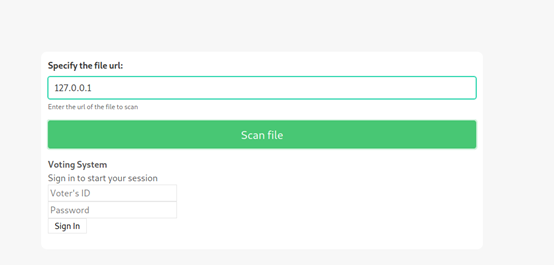 Specify the file url:
127.0.0.1
Enter the url of the file to scan
Scan file
Voting System
Sign in to start your session
Voter's ID
Password
Sign In